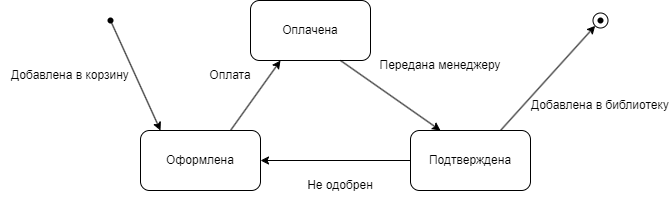 Оплачена
Добавлена в корзину
Оплата
Передана менеджеру
Добавлена в библиотеку
Оформлена
Подтверждена
Не одобрен